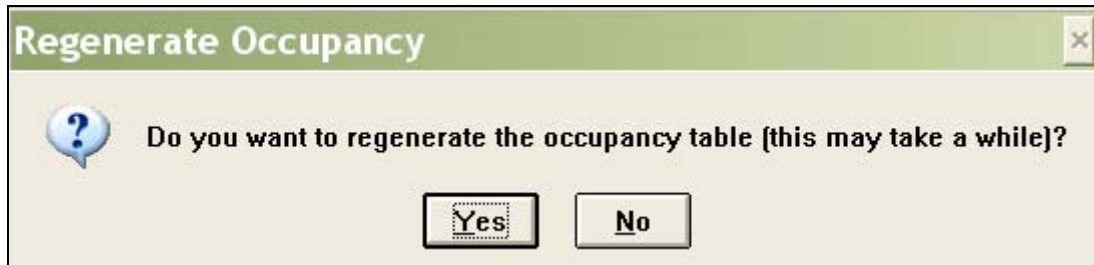 Regenerate Occupancy
Do you want to regenerate the occupancy table (this may take a while)?
Yes No